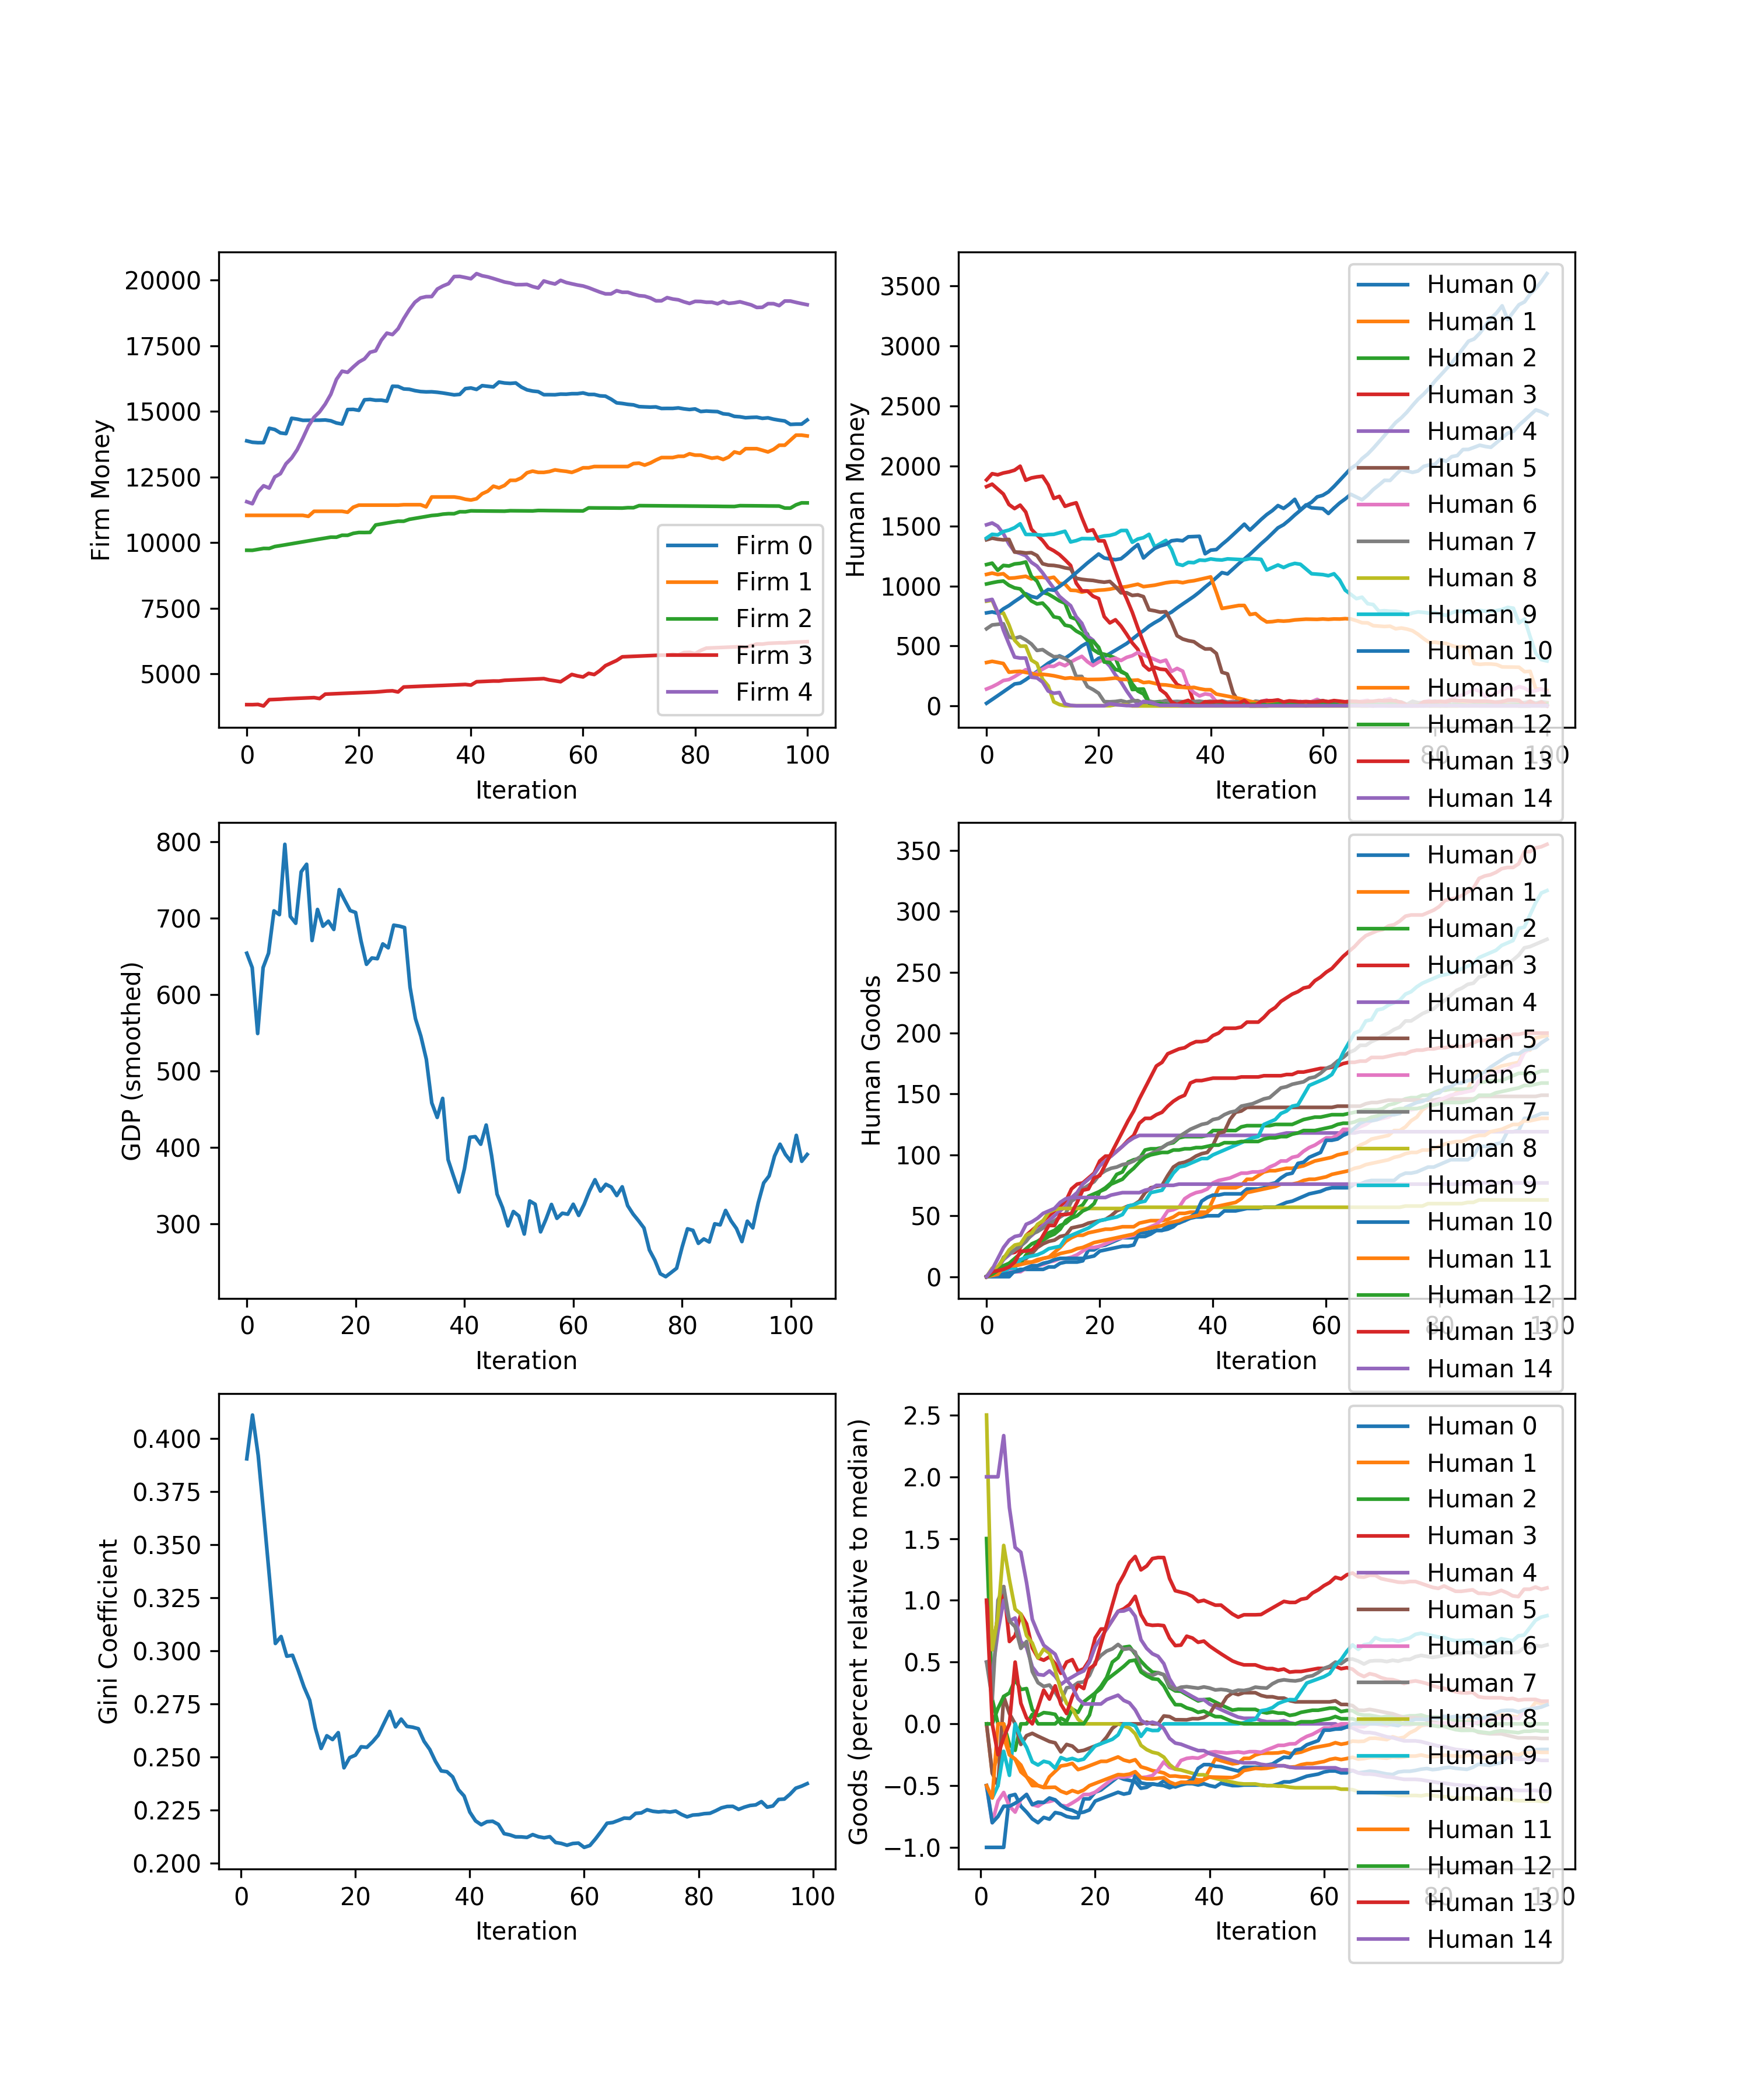 20000
17500
15000
12500
10000
7500
5000
Firm Money
0 20 40 60 80 100
Iteration
Firm 0
Firm 1
Firm 2
Firm 3
Firm 4
3500
3000
2500
2000
1500
1000
500
0
Human Money
0 20 40 60 80 100
Iteration
Human 0
Human 1
Human 2
Human 3
Human 4
Human 5
Human 6
Human 7
Human 8
Human 9
Human 10
Human 11
Human 12
Human 13
Human 14
800
700
600
500
400
300
GDP (smoothed)
0 20 40 60 80 100
Iteration
350
300
250
200
150
100
50
0
Human Goods
0 20 40 60 80 100
Iteration
Human 0
Human 1
Human 2
Human 3
Human 4
Human 5
Human 6
Human 7
Human 8
Human 9
Human 10
Human 11
Human 12
Human 13
Human 14
0.400
0.375
0.350
0.325
0.300
0.275
0.250
0.225
0.200
Gini Coefficient
0 20 40 60 80 100
Iteration
2.5
2.0
1.5
1.0
0.5
0.0
−0.5
−1.0
Goods (percent relative to median)
0 20 40 60 80 100
Iteration
Human 0
Human 1
Human 2
Human 3
Human 4
Human 5
Human 6
Human 7
Human 8
Human 9
Human 10
Human 11
Human 12
Human 13
Human 14